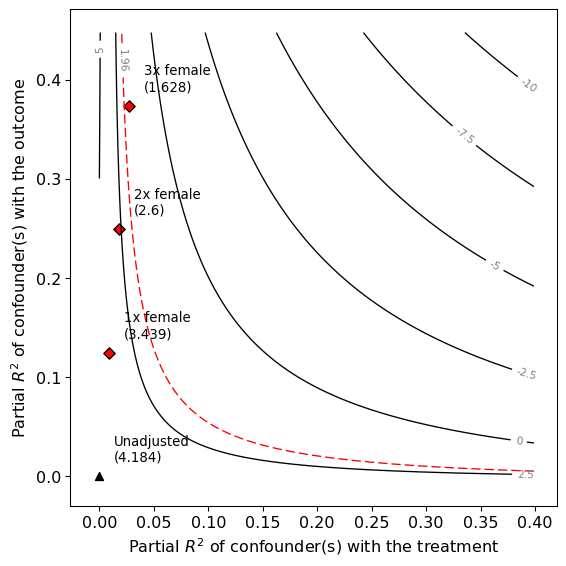 5
1.96
3x female
(1.628)
-10
0.4
-7.5
0.3
2x female
(2.6)
-5
0.2
1x female
(3.439)
-2.5
0.1
Unadjusted
(4.184)
0
0.0
2.5
0.00 0.05 0.10 0.15 0.20 0.25 0.30 0.35 0.40
Partial R² of confounder(s) with the treatment
Partial R² of confounder(s) with the outcome